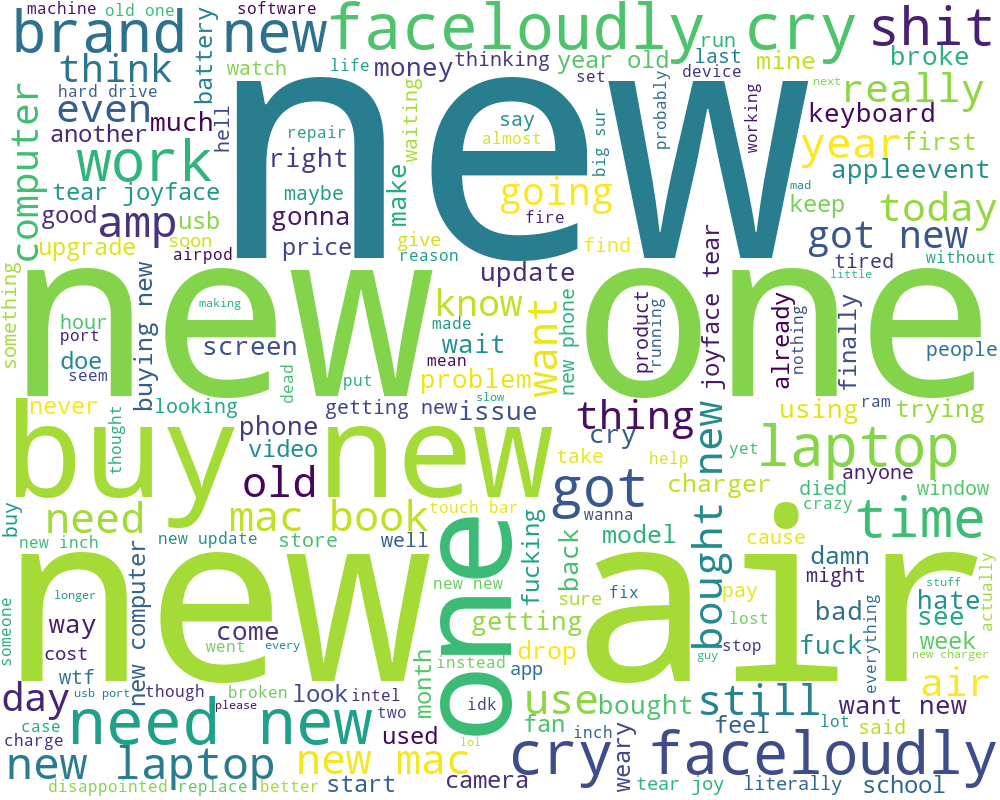 machine
old one
software
brand new
faceloudly cry
shit
think
battery
watch
life
money
thinking
year old
run
last
mine
broke
hard drive
set
device
next
even
computer
another
much
hell
new
repair
right
maybe
waiting
say
almost
big sur
probably
working
really
keyboard
year
first
work
tear joyface
make
going
mad
appleevent
good
amp
usb
gonna
fire
keep
today
upgrade
soon
airpod
price
give
reason
find
got new
tired
without
something
new one
buying new
making
update
know
little
hour
port
doe
seem
screen
made
wait
mean
want
new phone
product
running
joyface tear
already
nothing
finally
people
dead
put
problem
slow
never
thought
looking
getting new
issue
thing
using
ram
trying
phone
video
cry
buy new
old
got
take
help
bought new
yet
laptop
anyone
charger
died
crazy
window
buy
need
mac book
touch bar
wanna
model
cause
time
new inch
new update
store
well
one
fucking
back
damn
might
new air
new computer
new new
sure
fix
pay
hate
stuff
actually
someone
longer
way
come
went
every
getting
lost
bad
see
cost
drop
stop
guy
fuck
everything
week
new charger
wtf
month
instead
app
day
usb port
though
broken
please
look
intel
two
idk
use
bought
still
feel
lot
want new
said
air
case
charge
need new
used
lol
fan
inch
weary
new laptop
new mac
camera
cry faceloudly
disappointed
replace
better
start
tear joy
literally
school